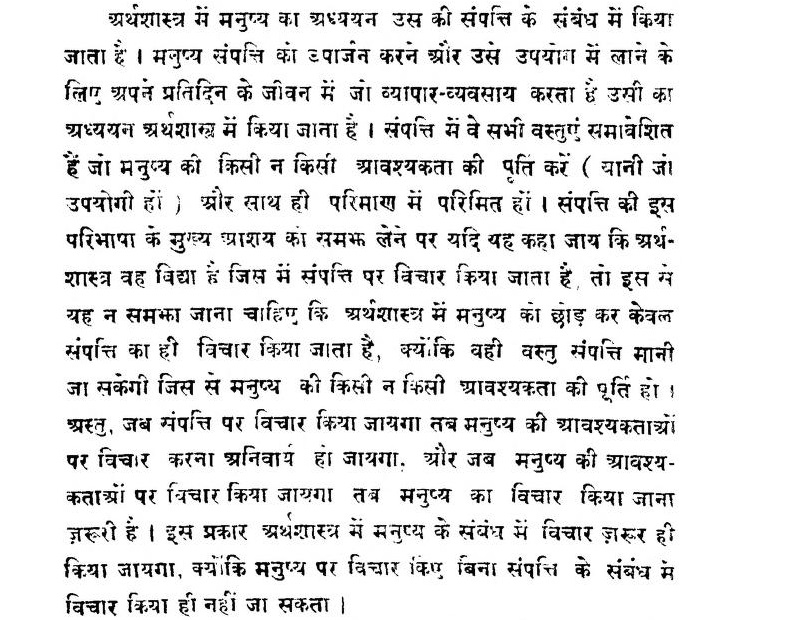 अर्थशास्त्र में मनुष्य का अध्ययन उस की संपत्ति के संबंध में किया
जाता है । मनुष्य संपत्ति को उपार्जन करने और उसे उपयोग में लाने के
लिए अपने प्रतिदिन के जीवन में जो व्यापार-व्यवसाय करता है उसी का
अध्ययन अर्थशास्त्र में किया जाता है । संपत्ति में वे सभी वस्तुएं समावेशित
हैं जो मनुष्य की किसी न किसी आवश्यकता की पूर्ति करें ( यानी जो
उपयोगी हों ) और साथ ही परिमाण में परिमित हों । संपत्ति की इस
परिभाषा के मुख्य आशय को समझ लेने पर यदि यह कहा जाय कि अर्थ-
शास्त्र वह विद्या है जिस में संपत्ति पर विचार किया जाता है, तो इस से
यह न समझा जाना चाहिए कि अर्थशास्त्र में मनुष्य को छोड़ कर केवल
संपत्ति का ही विचार किया जाता है, क्योंकि वही वस्तु संपत्ति मानी
जा सकेगी जिस से मनुष्य की किसी न किसी आवश्यकता की पूर्ति हो ।
अस्तु, जब संपत्ति पर विचार किया जायगा तब मनुष्य की आवश्यकताओं
पर विचार करना अनिवार्य हो जायगा, और जब मनुष्य की आवश्य-
कताओं पर विचार किया जायगा तब मनुष्य का विचार किया जाना
ज़रूरी है । इस प्रकार अर्थशास्त्र में मनुष्य के संबंध में विचार ज़रूर ही
किया जायगा, क्योंकि मनुष्य पर विचार किए बिना संपत्ति के संबंध में
विचार किया ही नहीं जा सकता ।